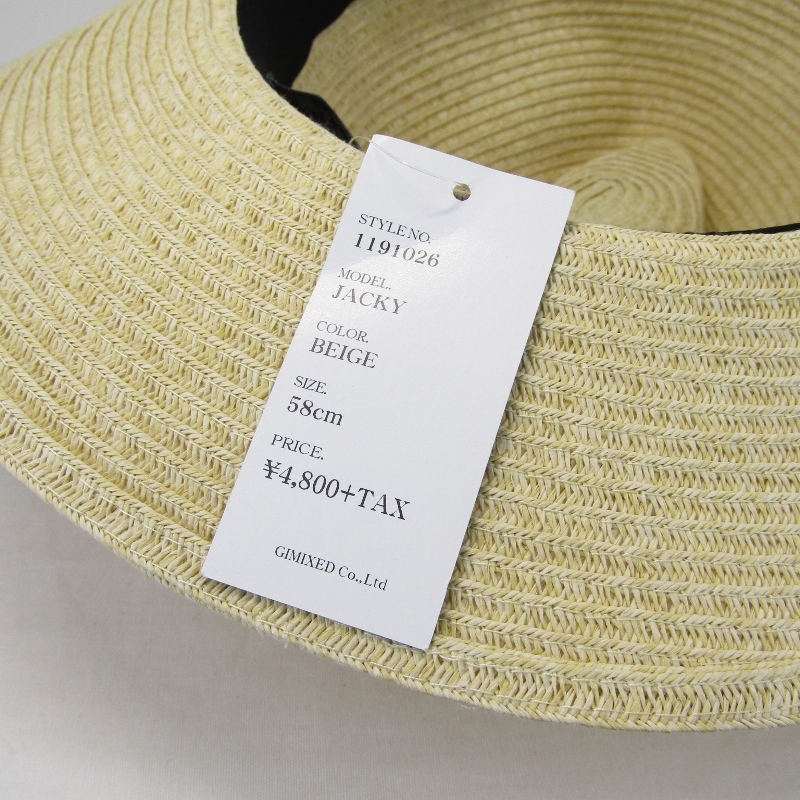 STYLE NO.
1191026
MODEL.
JACKY
COLOR.
BEIGE
SIZE.
58cm
PRICE.
¥4,800+TAX
GIMIXED Co.,Ltd